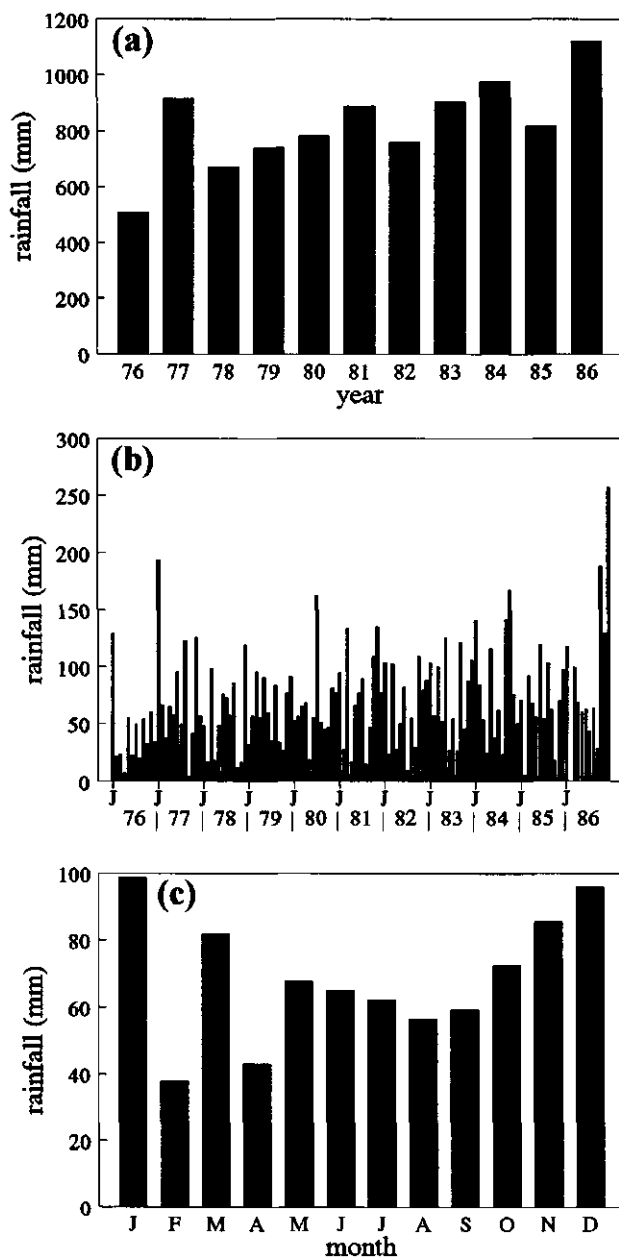 (a)
1200
1000
800
600
400
200
0
rainfall (mm)
76 77 78 79 80 81 82 83 84 85 86
year
(b)
300
250
200
150
100
50
0
rainfall (mm)
J J J J J J J J J J J
76 | 77 | 78 | 79 | 80 | 81 | 82 | 83 | 84 | 85 | 86
(c)
100
80
60
40
20
0
rainfall (mm)
J F M A M J J A S O N D
month